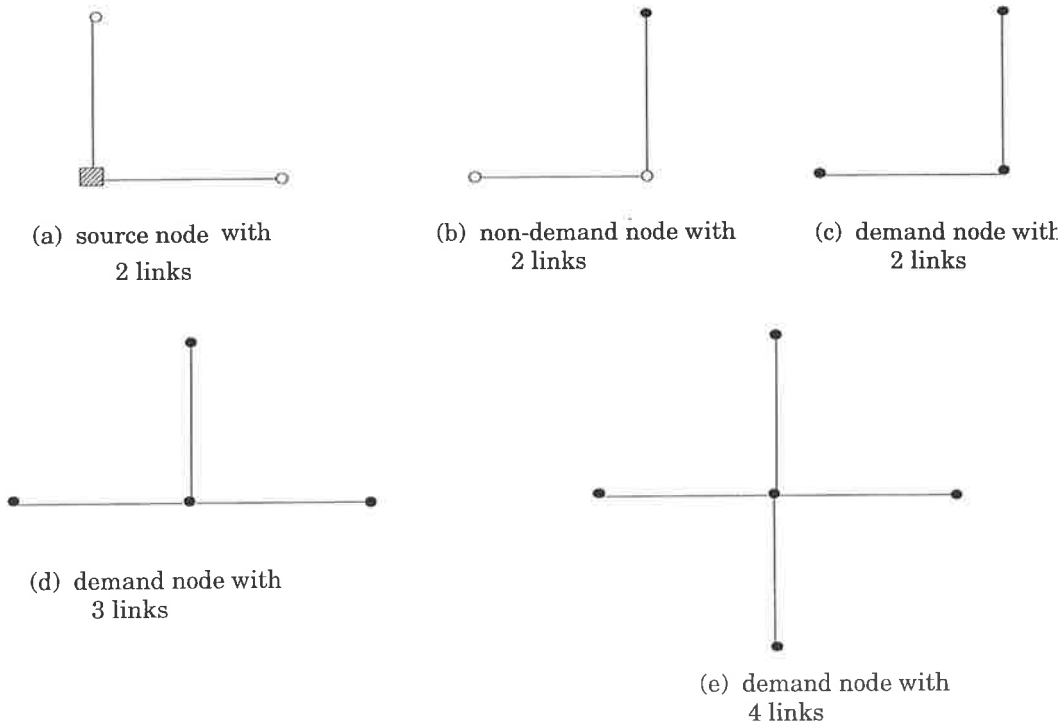 (a) source node with
2 links
(b) non-demand node with
2 links
(c) demand node with
2 links
(d) demand node with
3 links
(e) demand node with
4 links